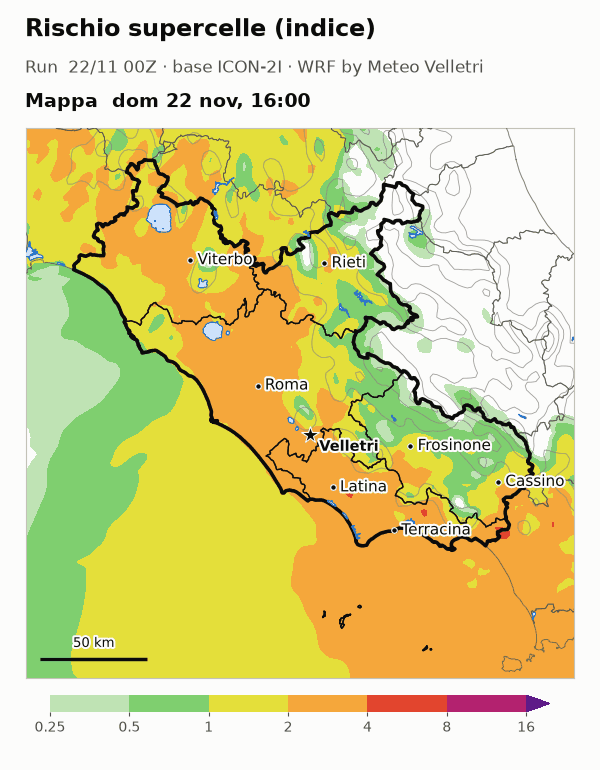 Rischio supercelle (indice)
Run  22/11 00Z · base ICON-2I · WRF by Meteo Velletri
Mappa  dom 22 nov, 16:00
Viterbo
Rieti
Roma
Velletri
Frosinone
Latina
Cassino
Terracina
50 km
0.25 0.5 1 2 4 8 16